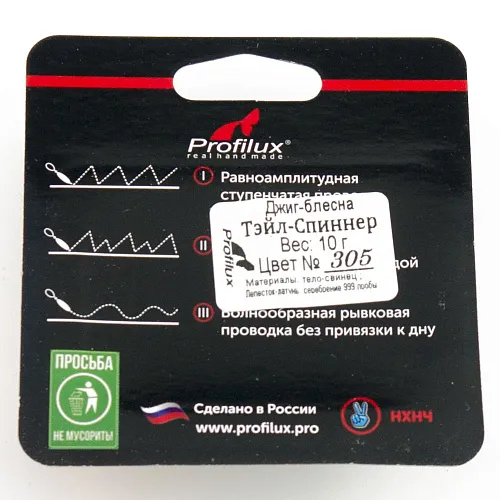 Profilux®
real handmade
I Равноамплитудная
ступенчатая
Джиг-блесна
Тэйл-Спиннер
Вес: 10 г
Цвет № 305
Profilux
Материалы: тело-свинец;
Лепесток-латунь, серебрение 999 пробы
II
III Волнообразная рывковая
проводка без привязки к дну
ПРОСЬБА
НЕ МУСОРИТЬ!
Сделано в России
www.profilux.pro
НХНЧ